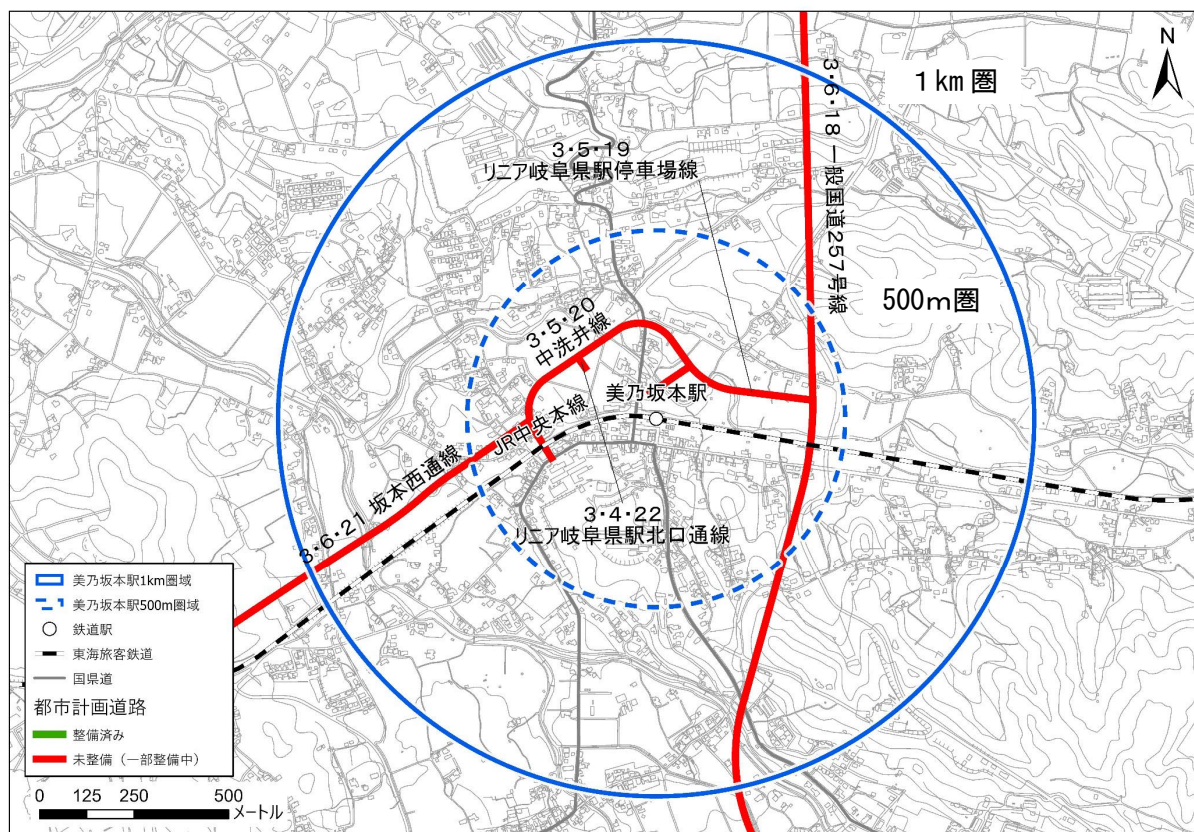 N
1km圏
3・6・18 一般国道257号線
3・5・19
リニア岐阜県駅停車場線
500m圏
3・5・20
中洗井線
美乃坂本駅
JR中央本線
3・6・21 坂本西通線
3・4・22
リニア岐阜県駅北口通線
美乃坂本駅1km圏域
美乃坂本駅500m圏域
鉄道駅
東海旅客鉄道
国県道
都市計画道路
整備済み
未整備（一部整備中）
0 125 250 500
メートル